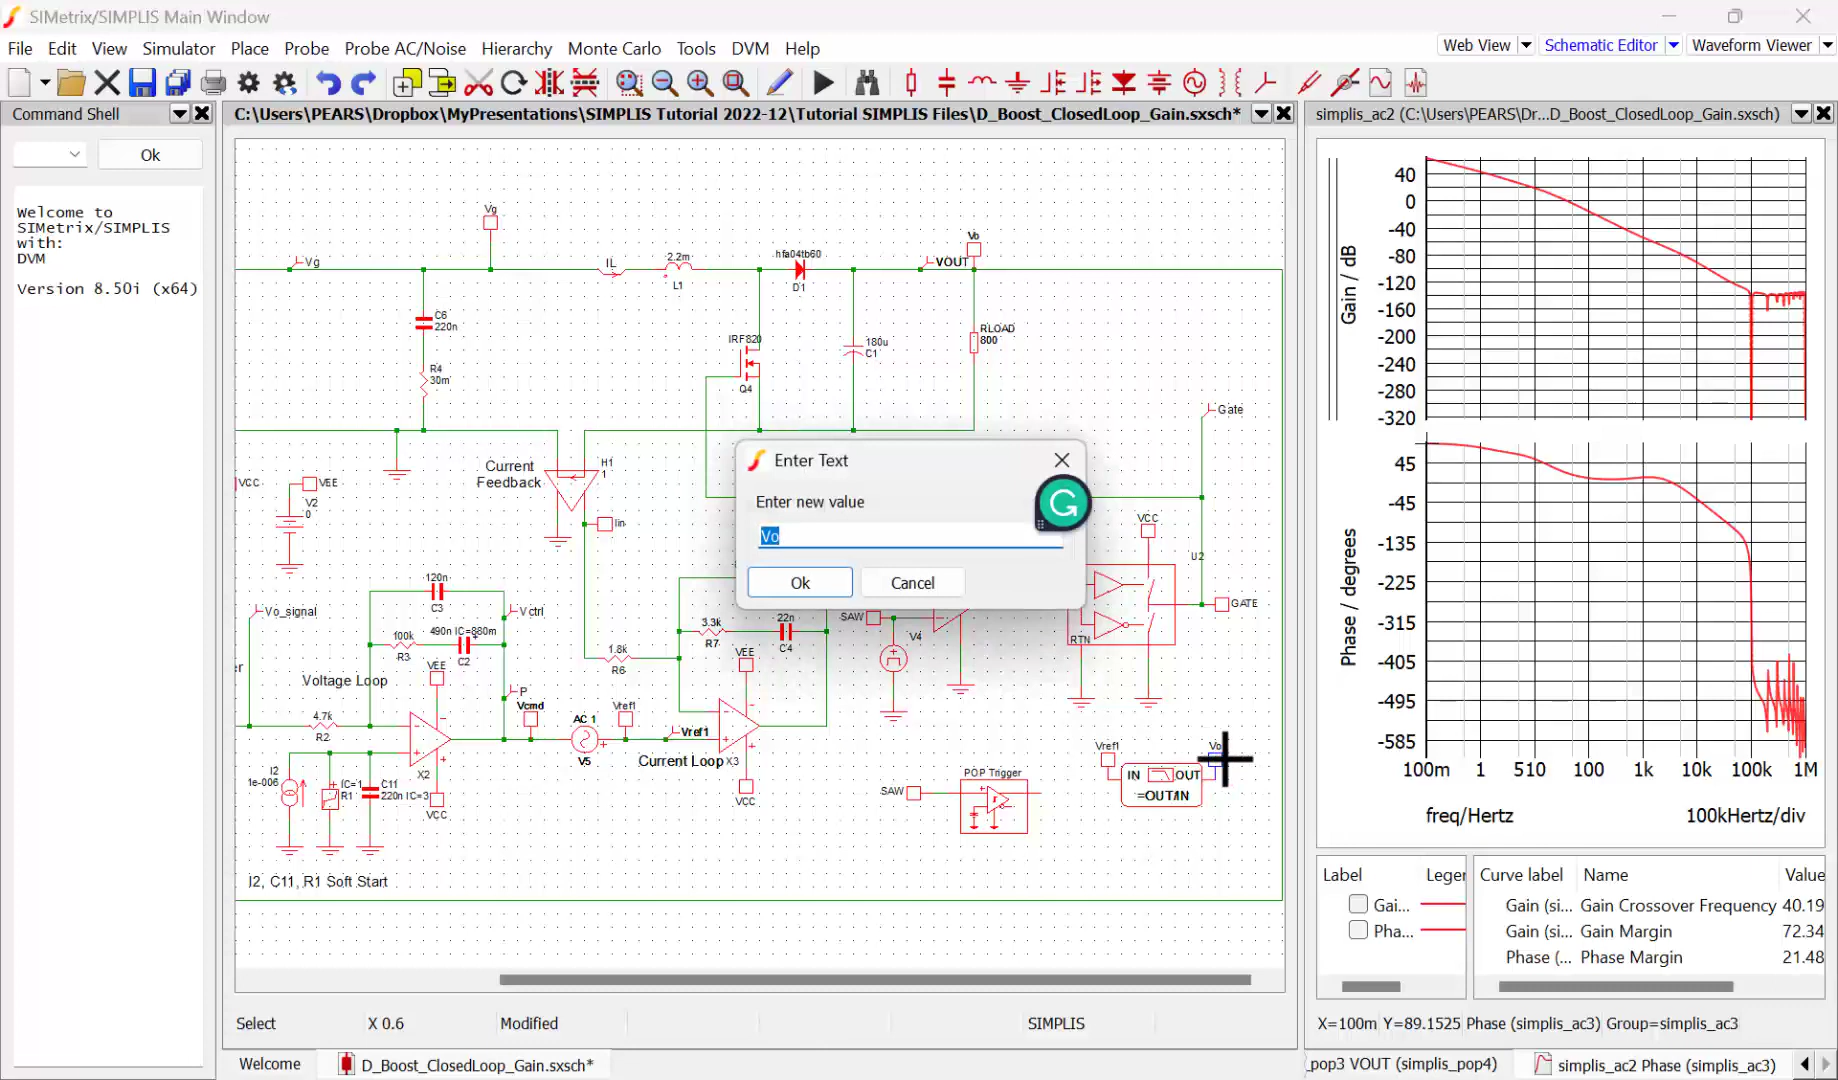 SIMetrix/SIMPLIS Main Window
File Edit View Simulator Place Probe Probe AC/Noise Hierarchy Monte Carlo Tools DVM Help
Web View Schematic Editor Waveform Viewer
Command Shell
C:\Users\PEARS\Dropbox\MyPresentations\SIMPLIS Tutorial 2022-12\Tutorial SIMPLIS Files\D_Boost_ClosedLoop_Gain.sxsch*
simplis_ac2 (C:\Users\PEARS\Dr...D_Boost_ClosedLoop_Gain.sxsch)
Ok
Welcome to
SIMetrix/SIMPLIS
with:
DVM
Version 8.50i (x64)
Vg
Vg
IL
2.2m
L1
hfa04tb60
D1
VOUT
Vo
C6
220n
R4
30m
IRF820
Q4
180u
C1
RLOAD
800
Gate
Current
Feedback
H1
1
Iin
VCC
VEE
V2
0
Enter Text
Enter new value
Vo
Ok Cancel
VCC
U2
GATE
RTN
SAW
V4
120n
C3
Vo_signal
Vctrl
100k
R3
490n IC=880m
C2
VEE
Voltage Loop
4.7k
R2
X2
VCC
P
Vcmd
AC 1
V5
Vref1
Vref1
1.8k
R6
3.3k
R7
22n
C4
VEE
Current Loop
X3
VCC
I2
1e-006
IC=1
R1
C11
220n IC=3
POP Trigger
SAW
Vref1
Vo
IN OUT
=OUT/IN
I2, C11, R1 Soft Start
Gain / dB
40
0
-40
-80
-120
-160
-200
-240
-280
-320
Phase / degrees
45
-45
-135
-225
-315
-405
-495
-585
100m 1 510 100 1k 10k 100k 1M
freq/Hertz 100kHertz/div
Label Leger
Gai...
Pha...
Curve label Name Value
Gain (si... Gain Crossover Frequency 40.19
Gain (si... Gain Margin 72.34
Phase (... Phase Margin 21.48
Select X 0.6 Modified SIMPLIS
X=100m Y=89.1525 Phase (simplis_ac3) Group=simplis_ac3
Welcome D_Boost_ClosedLoop_Gain.sxsch*
_pop3 VOUT (simplis_pop4) simplis_ac2 Phase (simplis_ac3)